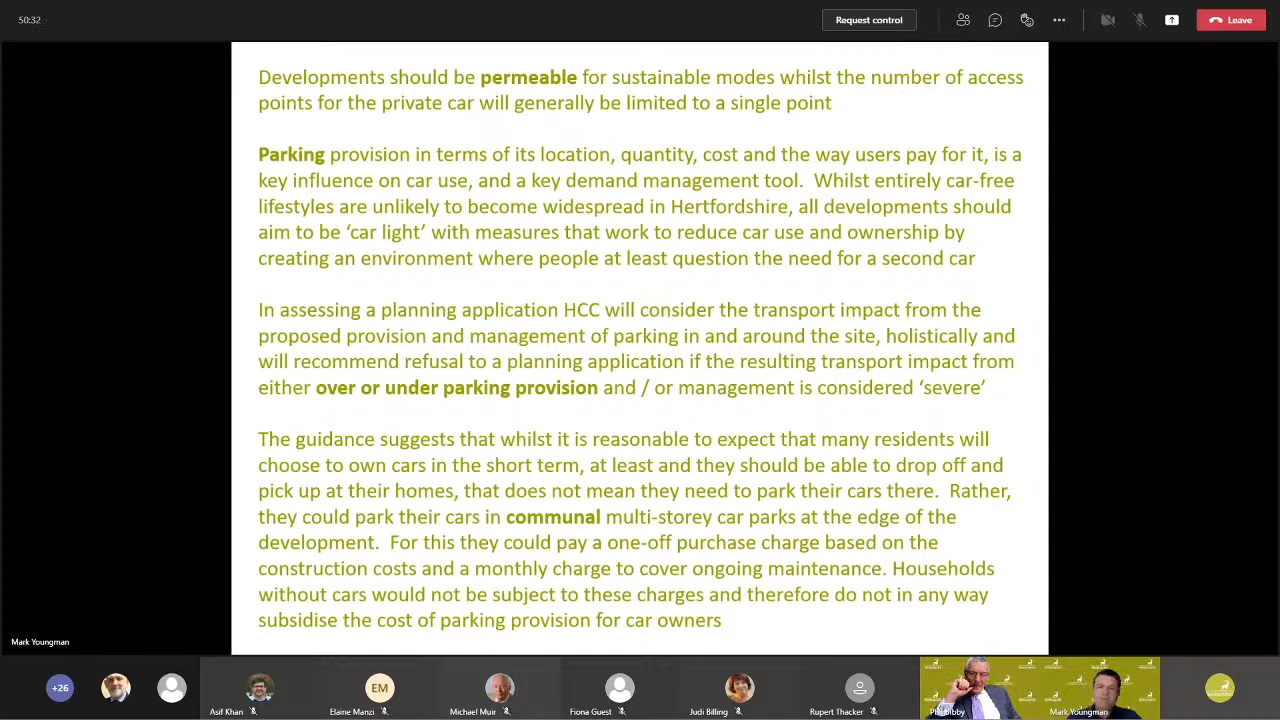 50:32
Request control
Leave
Developments should be permeable for sustainable modes whilst the number of access
points for the private car will generally be limited to a single point
Parking provision in terms of its location, quantity, cost and the way users pay for it, is a
key influence on car use, and a key demand management tool.  Whilst entirely car-free
lifestyles are unlikely to become widespread in Hertfordshire, all developments should
aim to be ‘car light’ with measures that work to reduce car use and ownership by
creating an environment where people at least question the need for a second car
In assessing a planning application HCC will consider the transport impact from the
proposed provision and management of parking in and around the site, holistically and
will recommend refusal to a planning application if the resulting transport impact from
either over or under parking provision and / or management is considered ‘severe’
The guidance suggests that whilst it is reasonable to expect that many residents will
choose to own cars in the short term, at least and they should be able to drop off and
pick up at their homes, that does not mean they need to park their cars there.  Rather,
they could park their cars in communal multi-storey car parks at the edge of the
development.  For this they could pay a one-off purchase charge based on the
construction costs and a monthly charge to cover ongoing maintenance. Households
without cars would not be subject to these charges and therefore do not in any way
subsidise the cost of parking provision for car owners
Mark Youngman
+26
EM
Asif Khan
Elaine Manzi
Michael Muir
Fiona Guest
Judi Billing
Rupert Thacker
Bibby
Mark Youngman